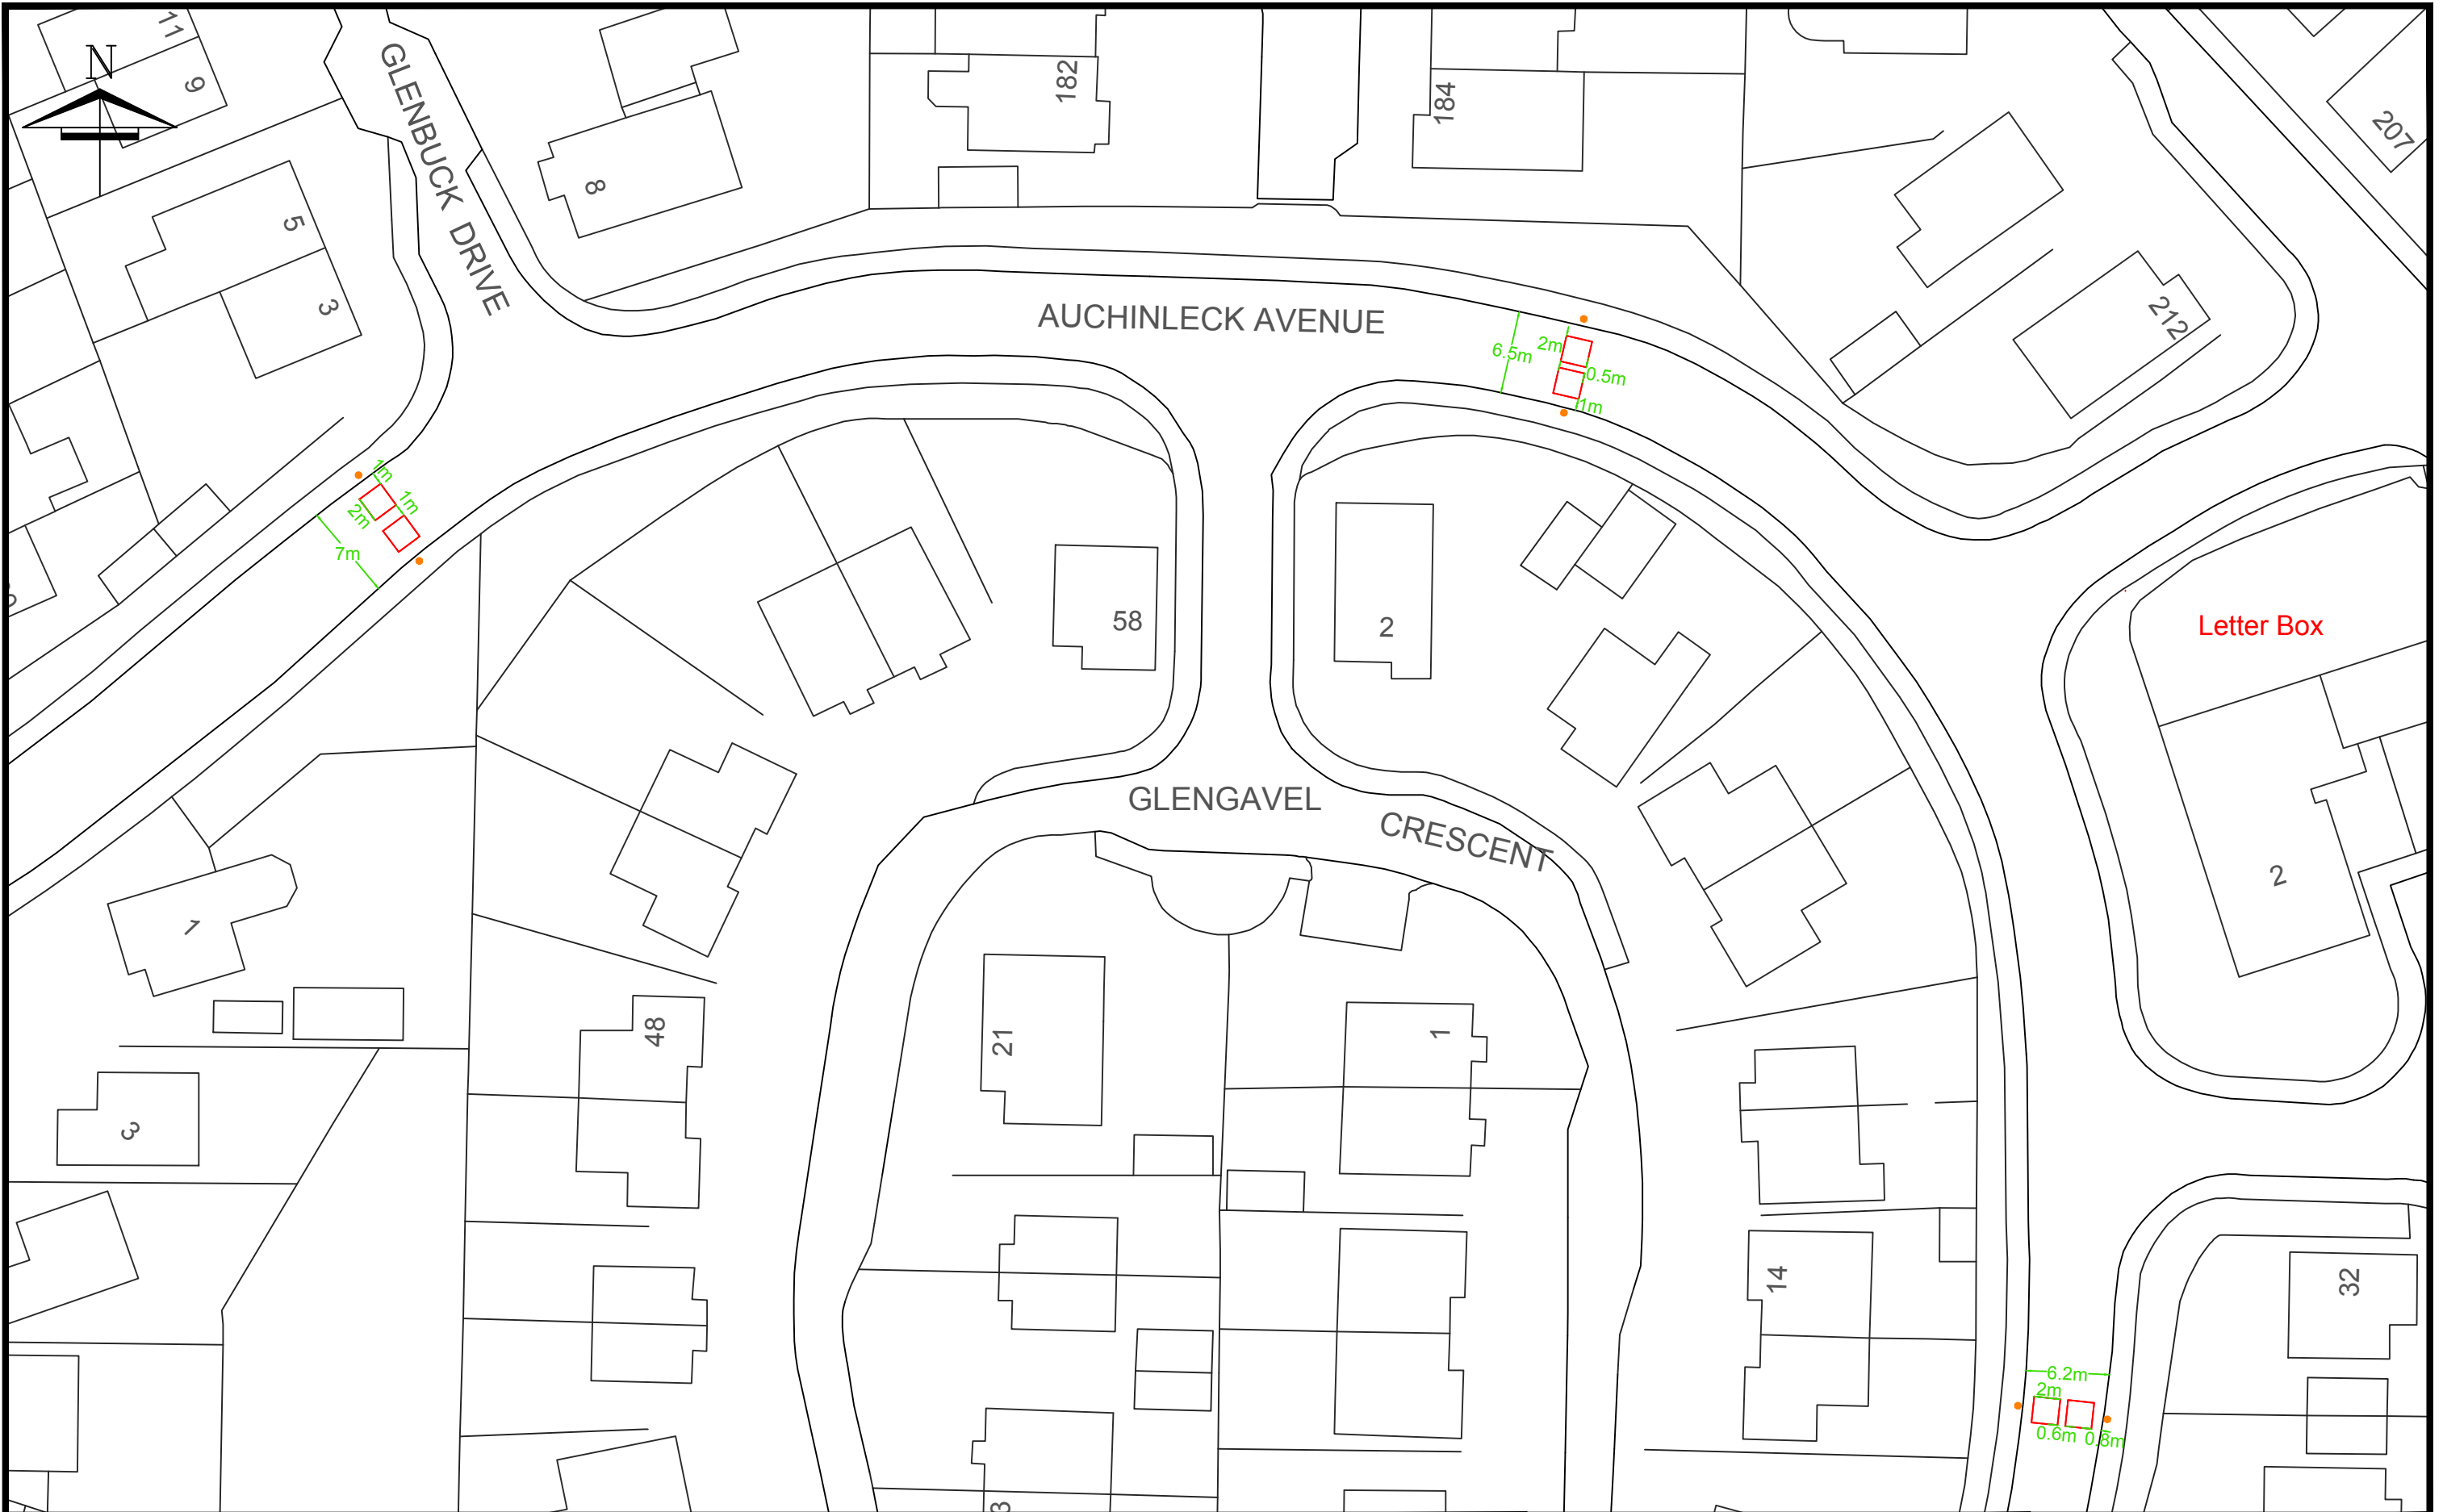 11
9
N
GLENBUCK DRIVE
182
184
207
8
5
3
212
AUCHINLECK AVENUE
6.5m
2m
0.5m
1m
1m
1m
2m
7m
58
2
Letter Box
GLENGAVEL
CRESCENT
2
1
48
21
1
3
14
32
6.2m
2m
0.6m
0.8m